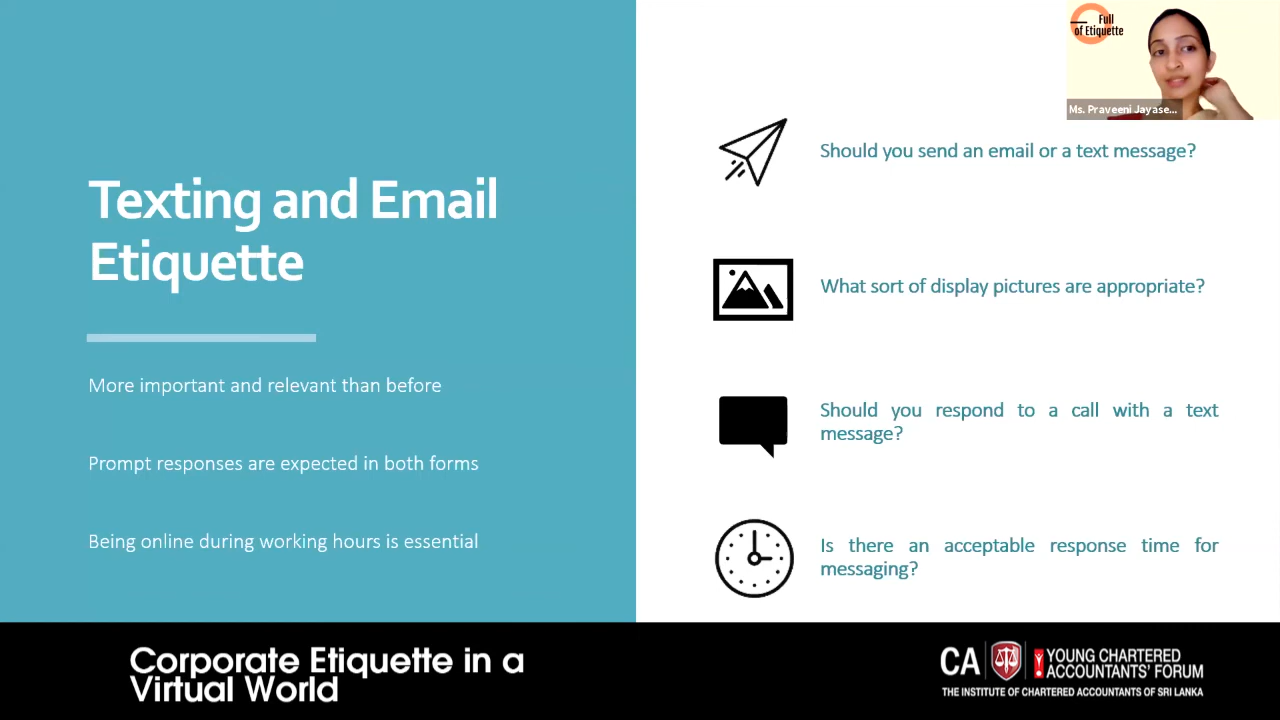 Full
of Etiquette
Ms. Praveeni Jayase...
Texting and Email
Etiquette
More important and relevant than before
Prompt responses are expected in both forms
Being online during working hours is essential
Should you send an email or a text message?
What sort of display pictures are appropriate?
Should you respond to a call with a text
message?
Is there an acceptable response time for
messaging?
Corporate Etiquette in a
Virtual World
CA
YOUNG CHARTERED
ACCOUNTANTS' FORUM
THE INSTITUTE OF CHARTERED ACCOUNTANTS OF SRI LANKA